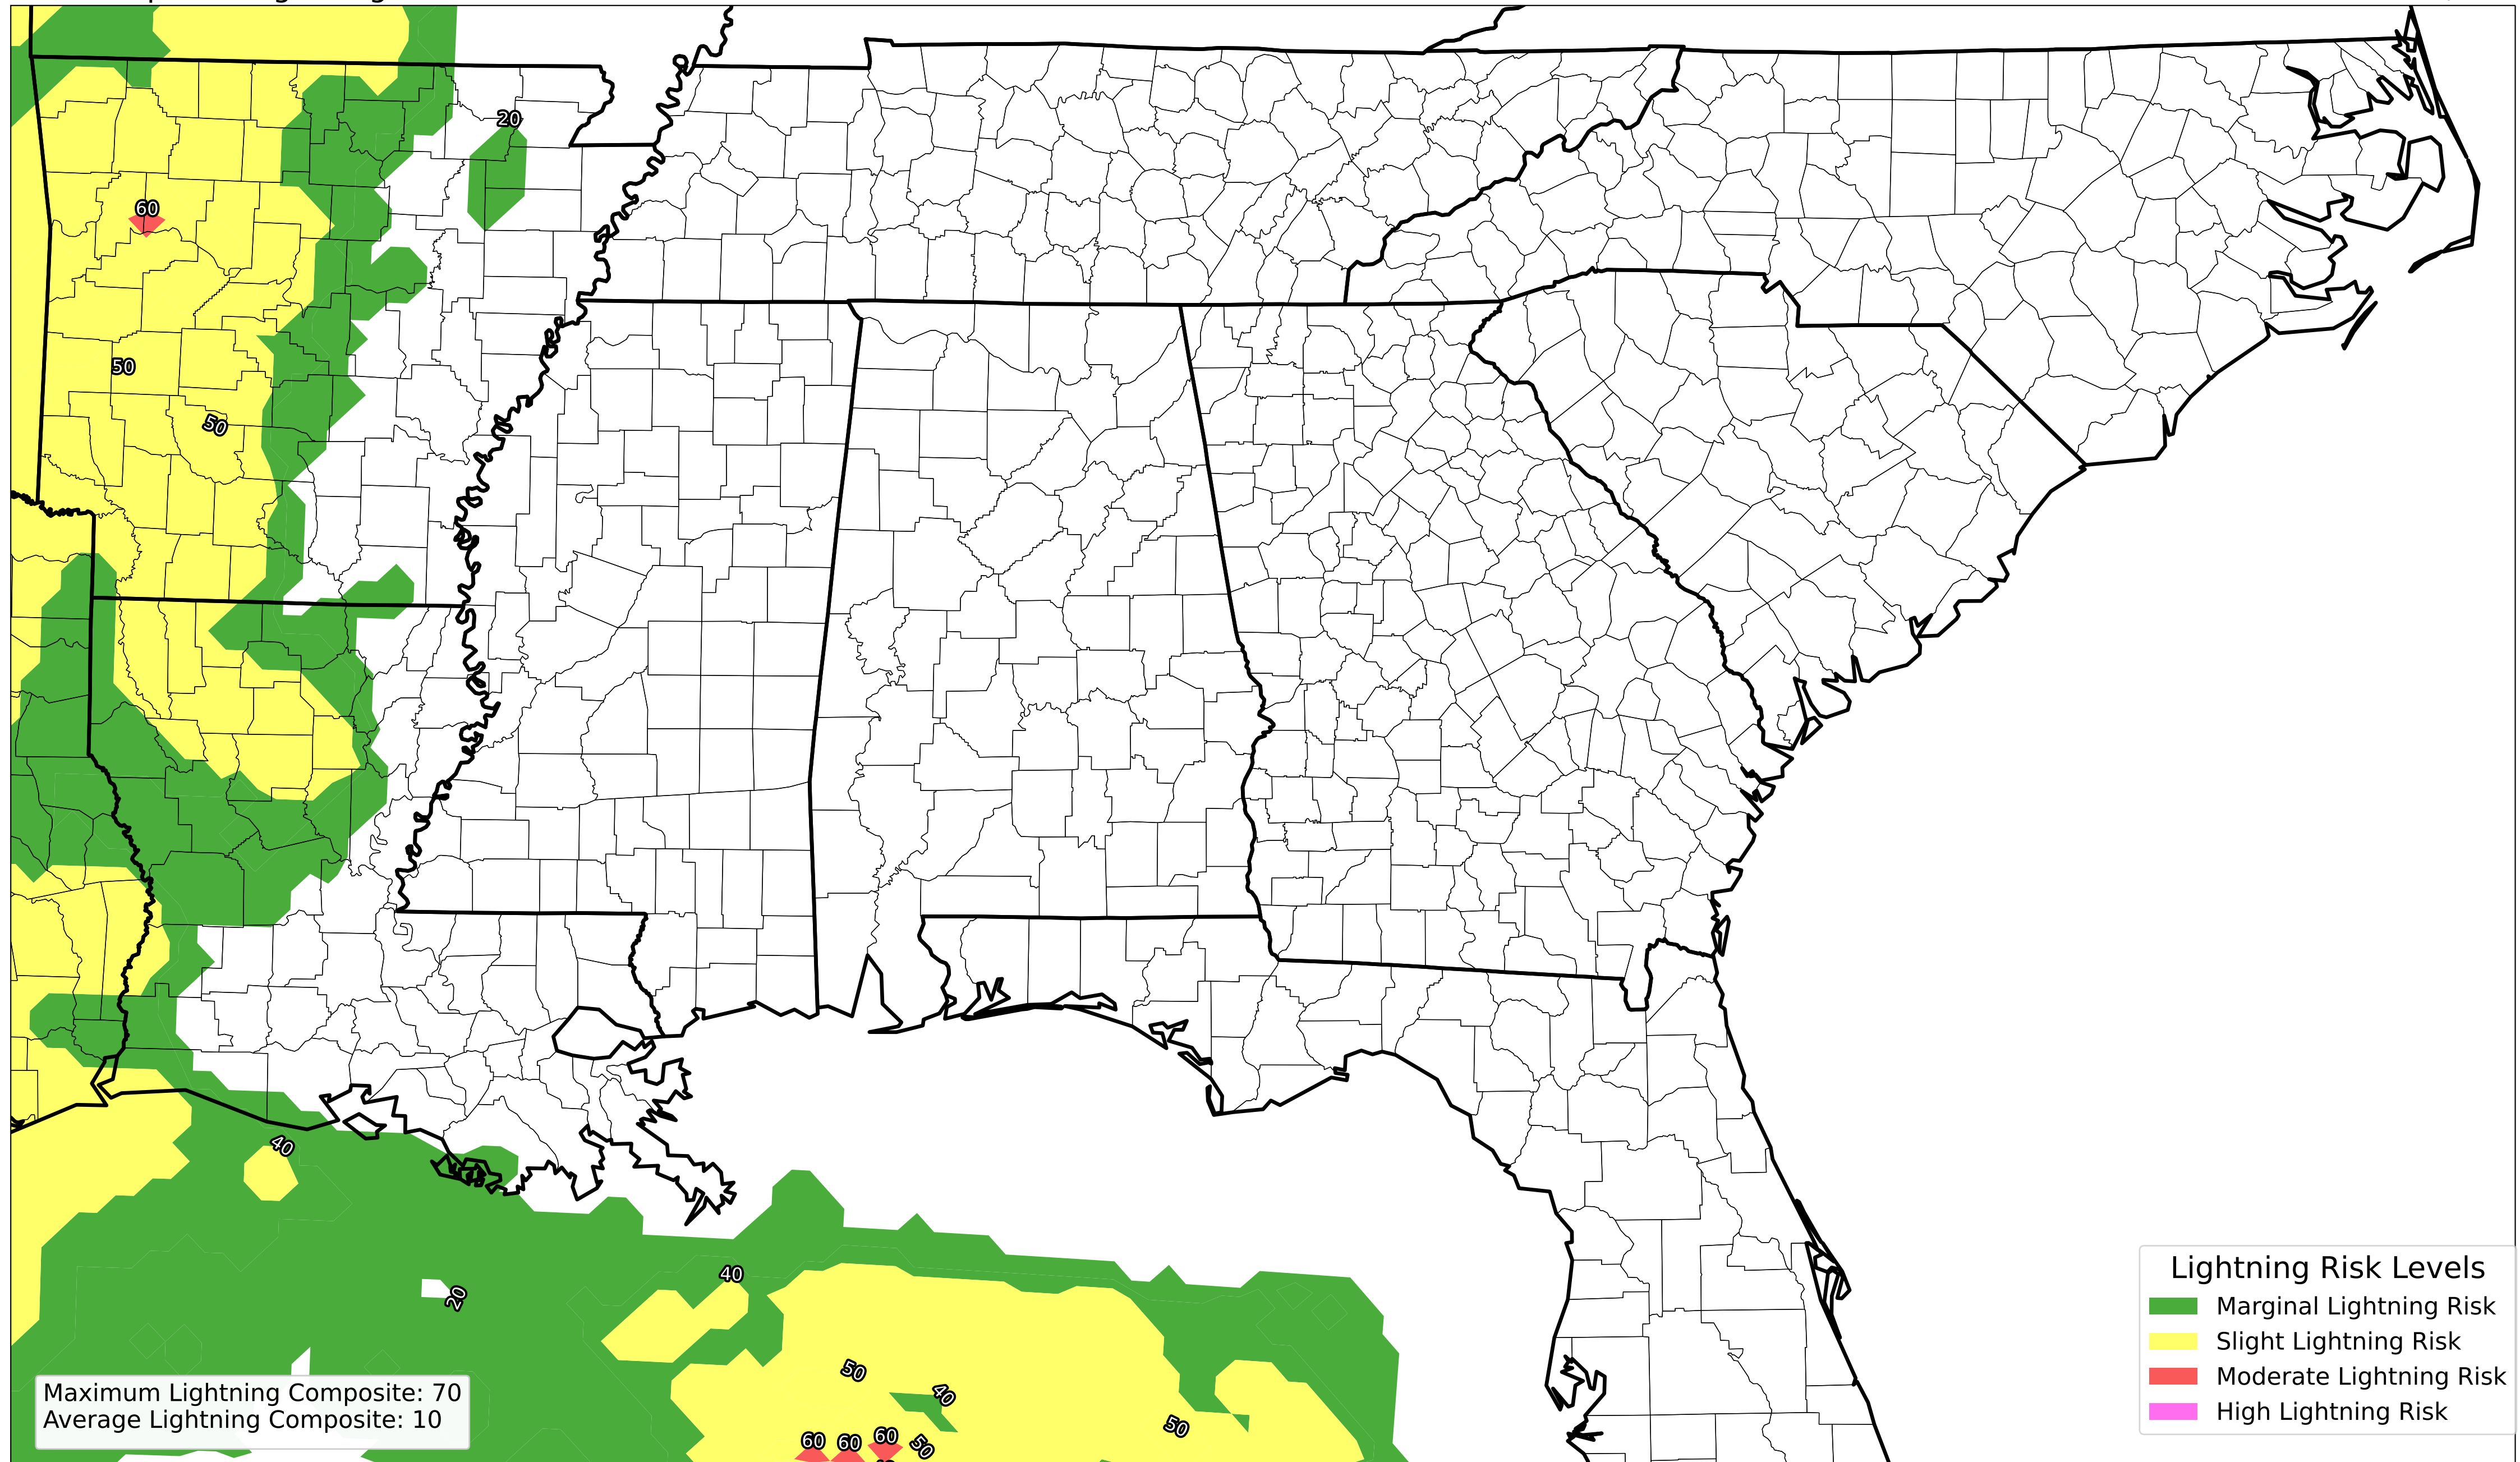 20
60
50
50
40
40
20
50
40
50
60
60
60
50
Lightning Risk Levels
Marginal Lightning Risk
Slight Lightning Risk
Moderate Lightning Risk
High Lightning Risk
Maximum Lightning Composite: 70
Average Lightning Composite: 10